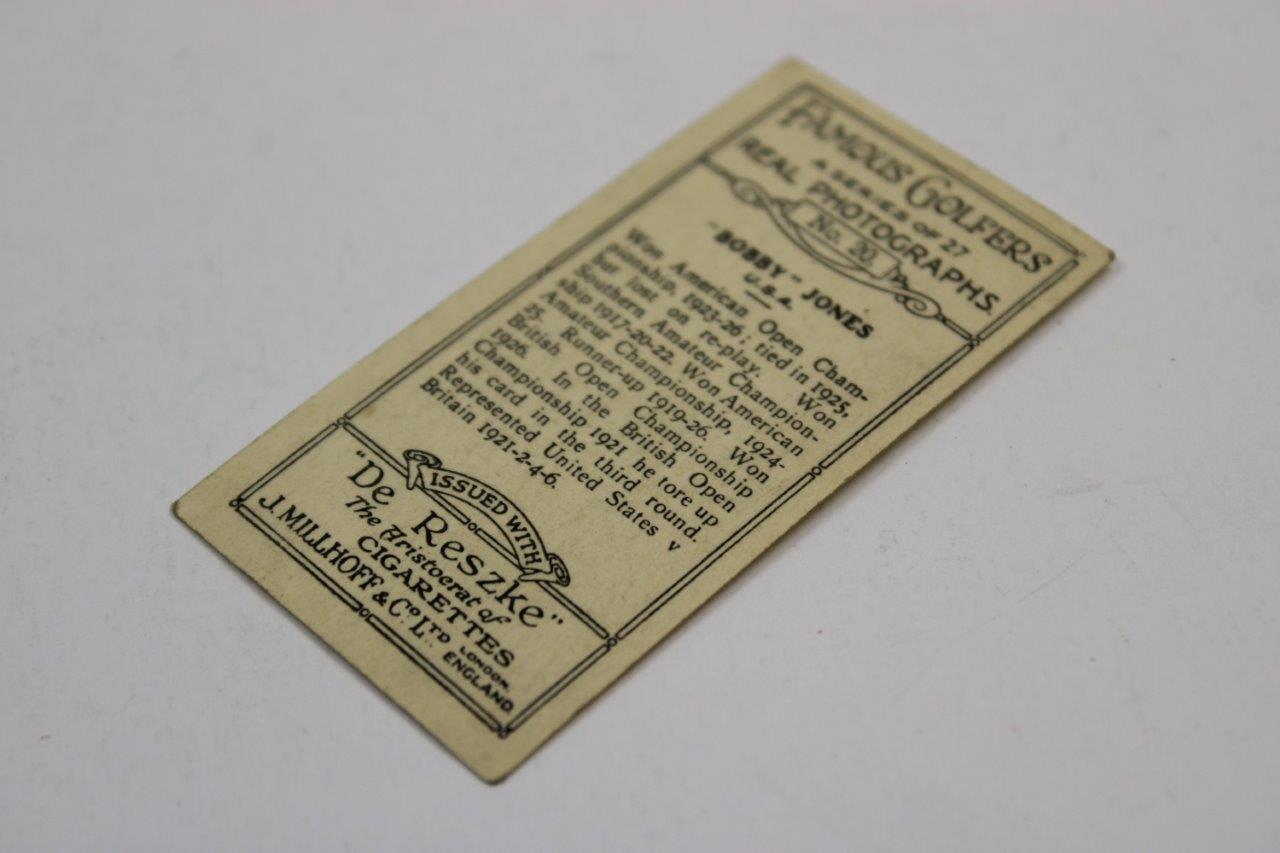 FAMOUS GOLFERS
A SERIES OF 27
REAL PHOTOGRAPHS.
No. 20.
"BOBBY" JONES
U.S.A.
Won American Open Cham-
pionship, 1923-26; tied in 1925,
but lost on re-play. Won
Southern Amateur Champion-
ship 1917-20-22. Won American
Amateur Championship, 1924-
25. Runner-up 1919-26. Won
British Open Championship
1926. In the British Open
Championship 1921 he tore up
his card in the third round.
Represented United States v
Britain 1921-2-4-6.
ISSUED WITH
"De Reszke"
The Aristocrat of
CIGARETTES
J. MILLHOFF & Co. LTD. LONDON. ENGLAND.